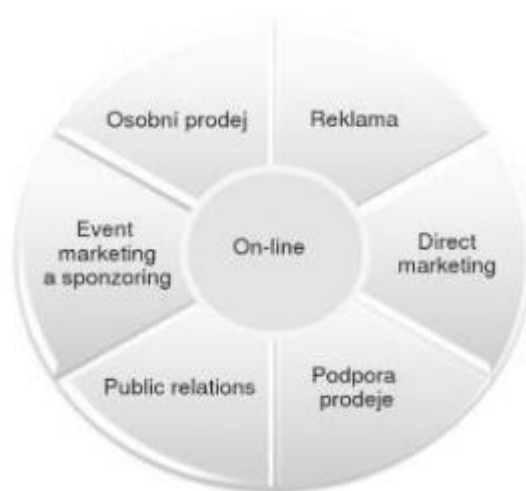 Osobní prodej
Reklama
Event
marketing
a sponzoring
On-line
Direct
marketing
Public relations
Podpora
prodeje